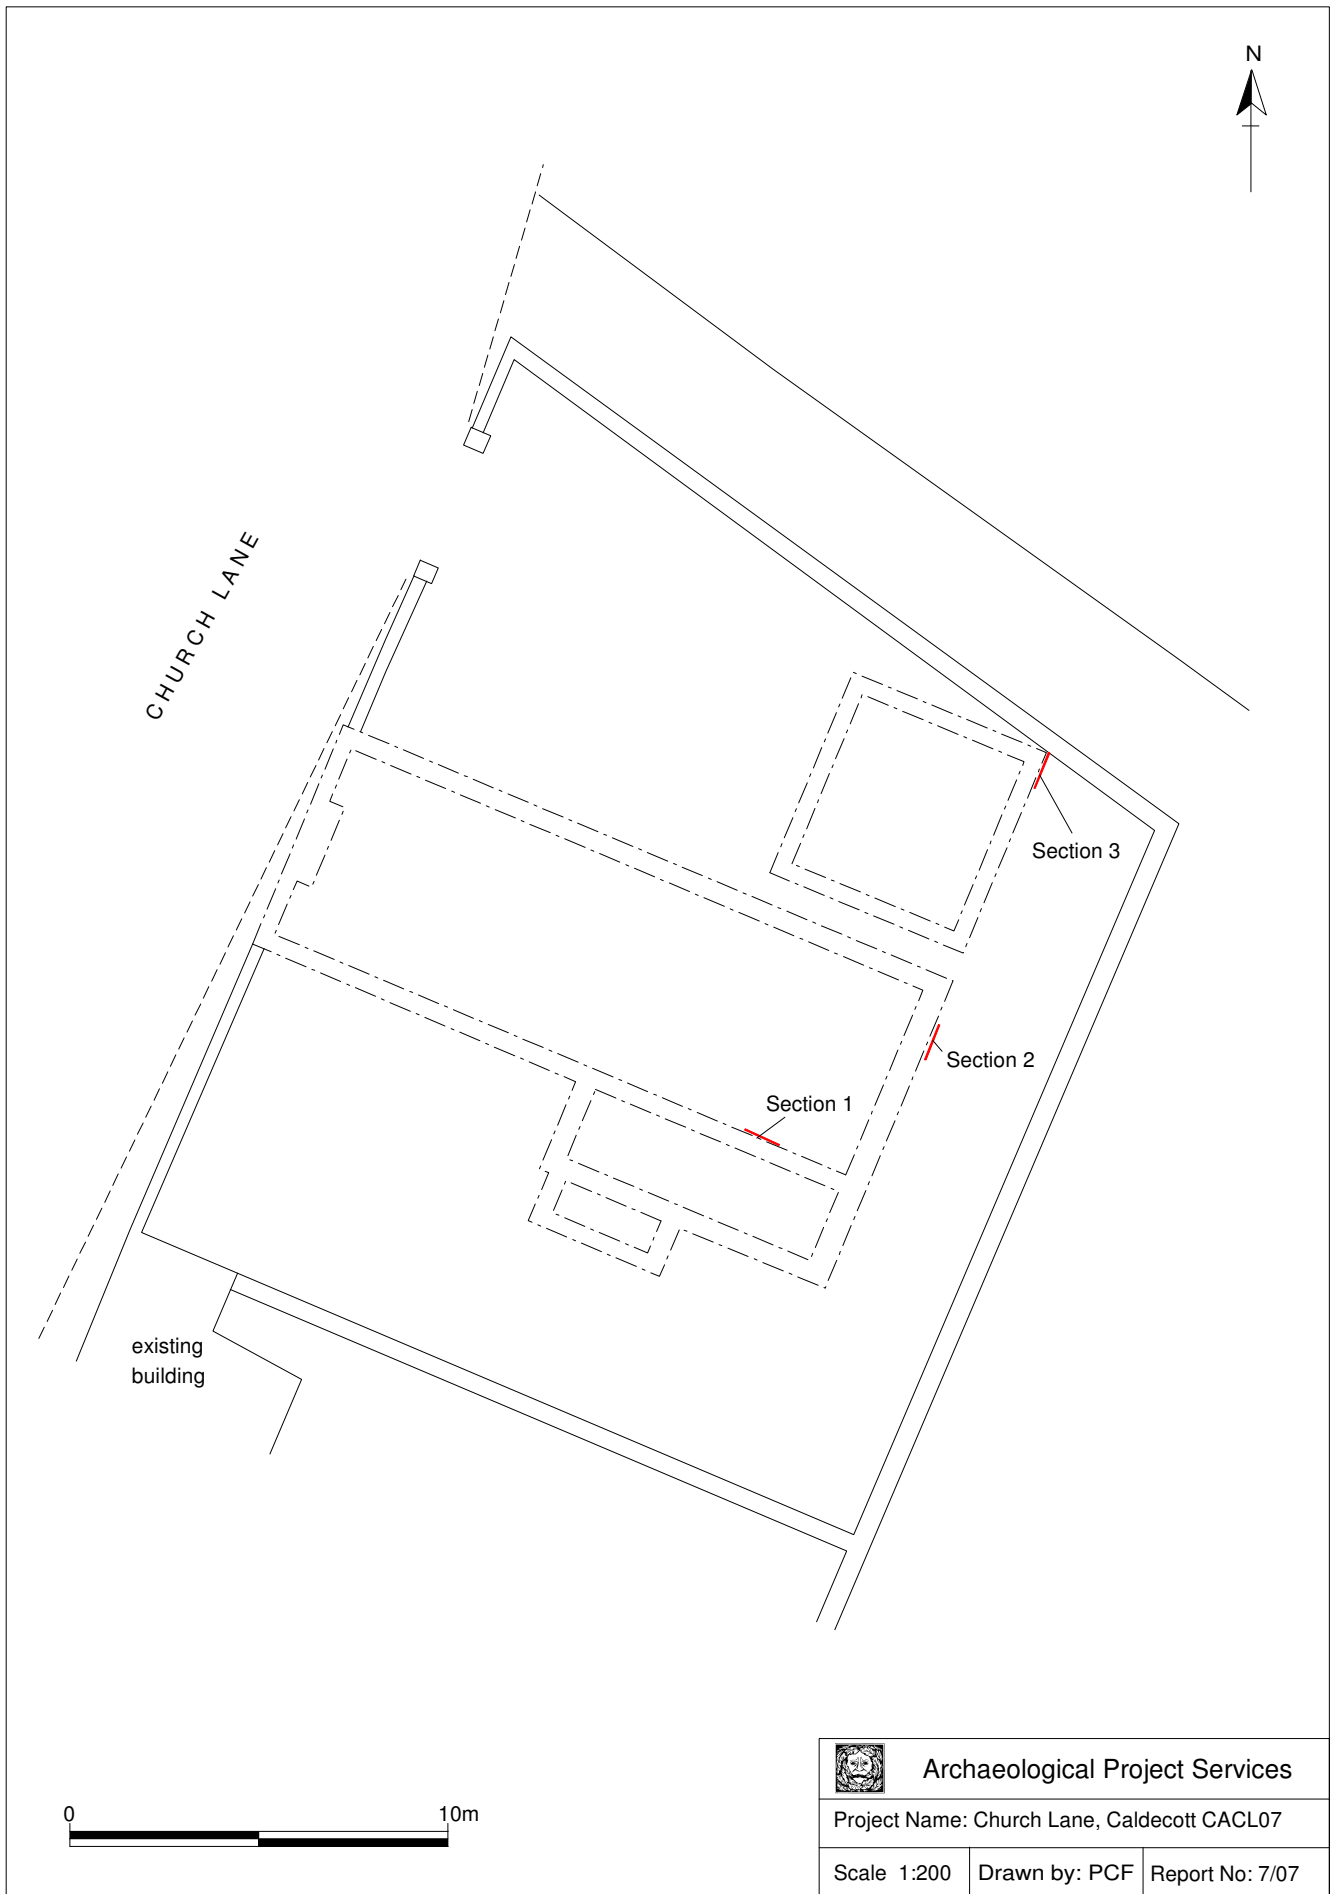 N
CHURCH LANE
Section 3
Section 2
Section 1
existing
building
0 10m
Archaeological Project Services
Project Name: Church Lane, Caldecott CACL07
Scale 1:200 Drawn by: PCF Report No: 7/07